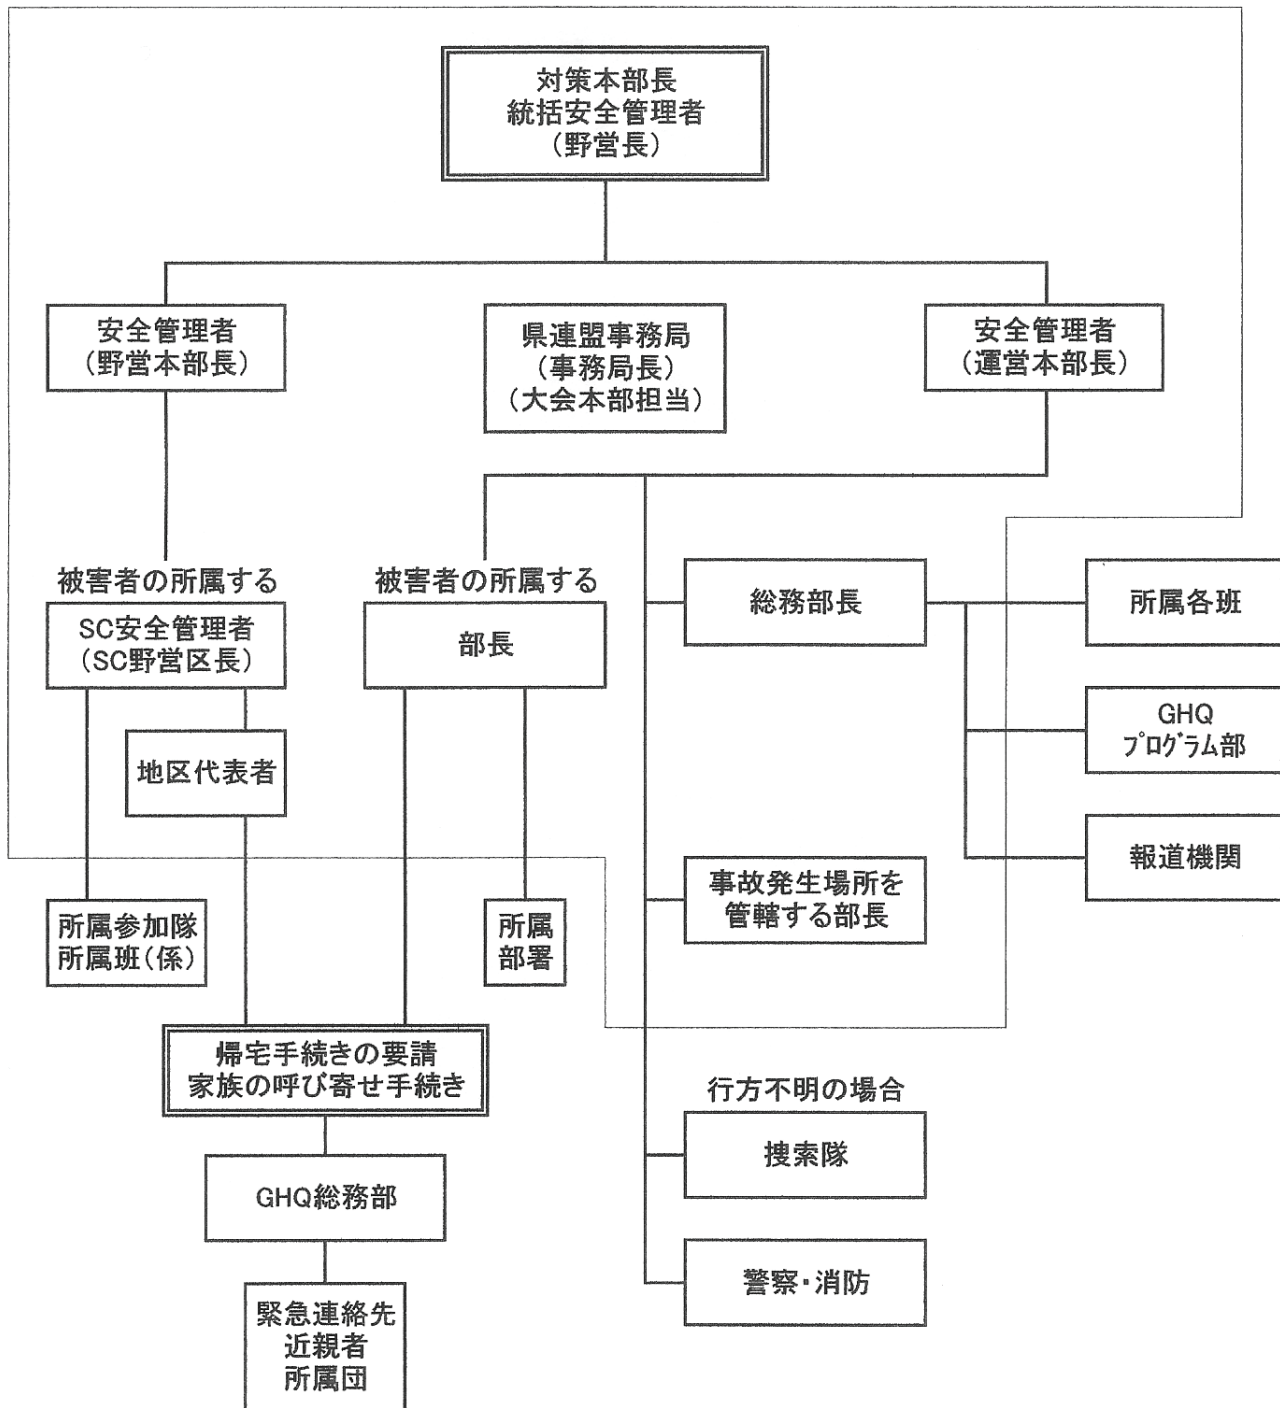 対策本部長
統括安全管理者
（野営長）
安全管理者
（野営本部長）
県連盟事務局
（事務局長）
（大会本部担当）
安全管理者
（運営本部長）
被害者の所属する
SC安全管理者
（SC野営区長）
被害者の所属する
部長
総務部長
所属各班
地区代表者
GHQ
プログラム部
報道機関
事故発生場所を
管轄する部長
所属参加隊
所属班（係）
所属
部署
帰宅手続きの要請
家族の呼び寄せ手続き
行方不明の場合
捜索隊
GHQ総務部
警察・消防
緊急連絡先
近親者
所属団